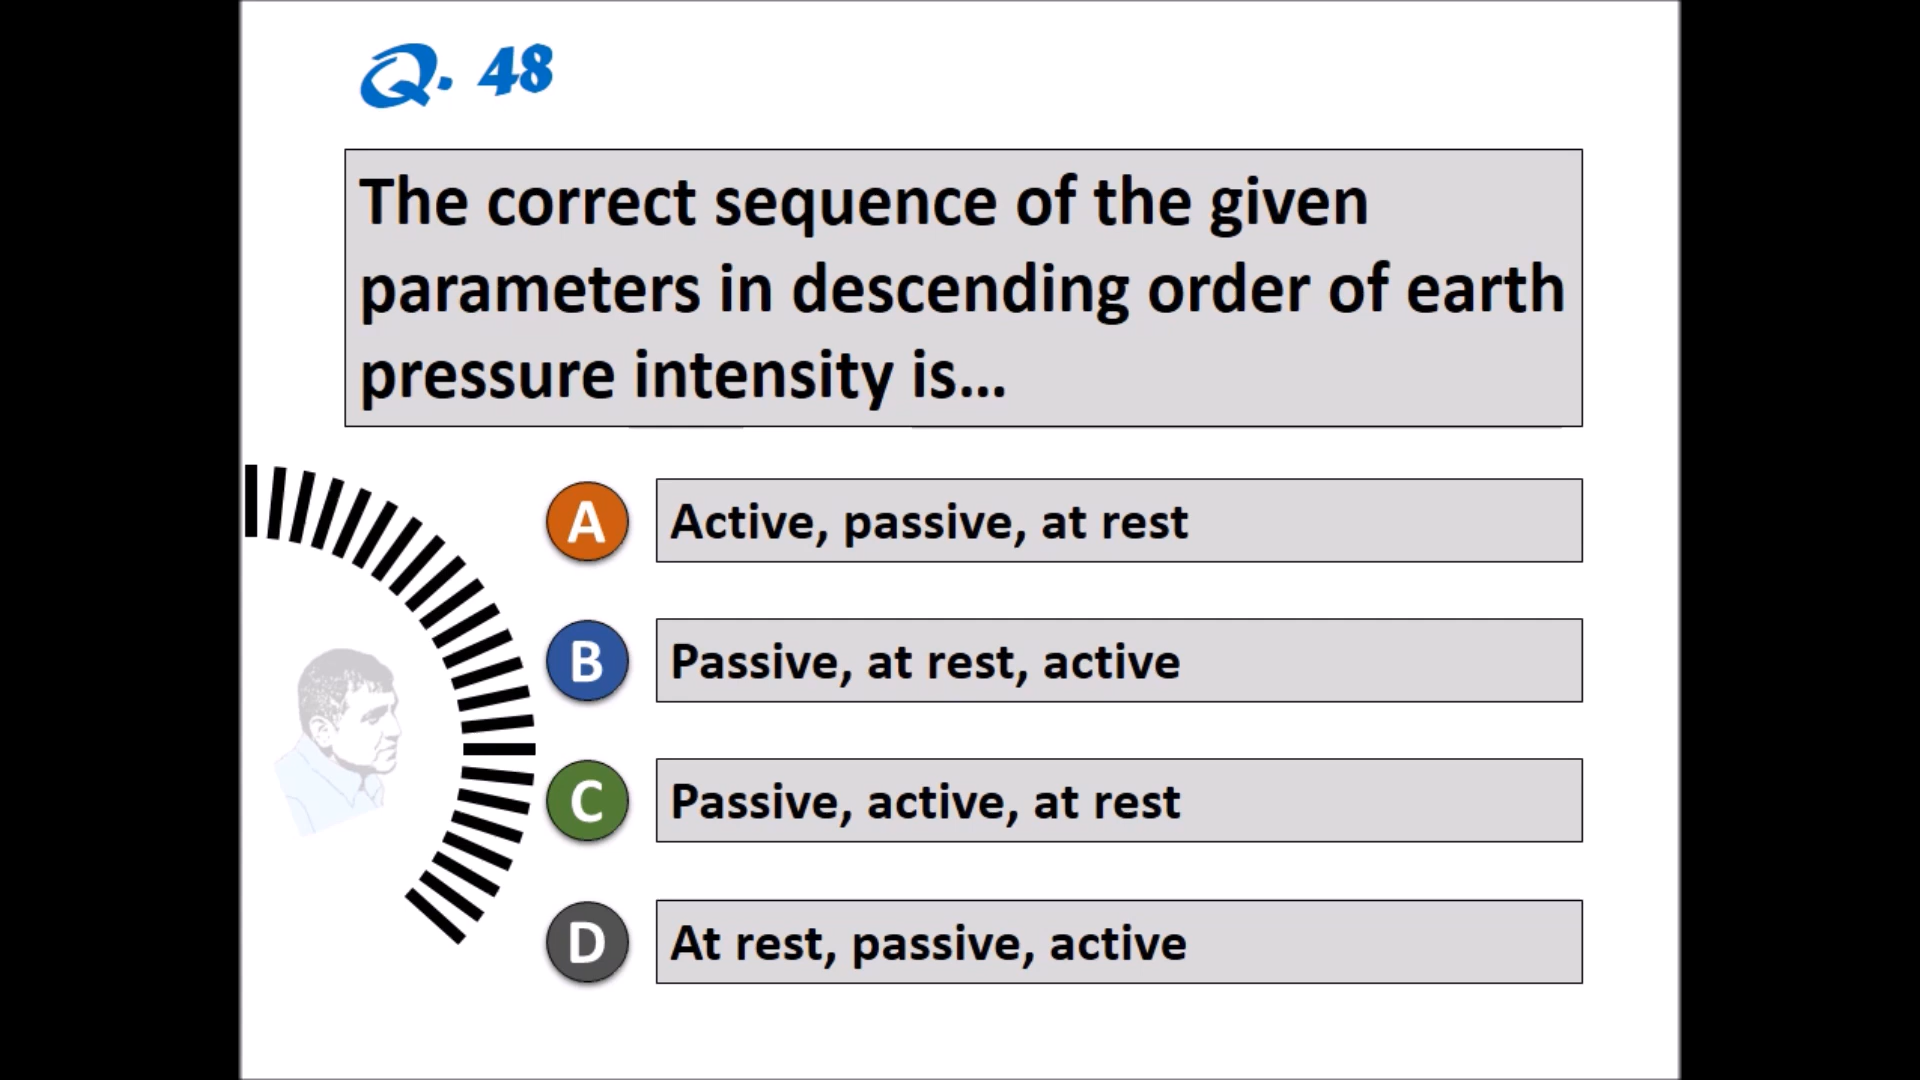 Q. 48
The correct sequence of the given
parameters in descending order of earth
pressure intensity is...
A Active, passive, at rest
B Passive, at rest, active
C Passive, active, at rest
D At rest, passive, active